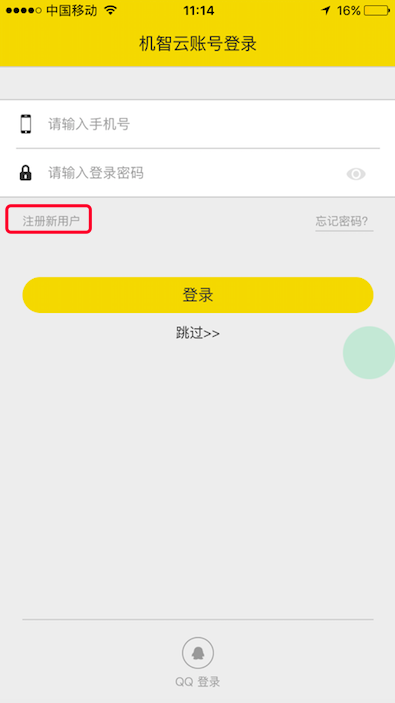 中国移动 11:14 16%
机智云账号登录
请输入手机号
请输入登录密码
注册新用户 忘记密码?
登录
跳过>>
QQ 登录